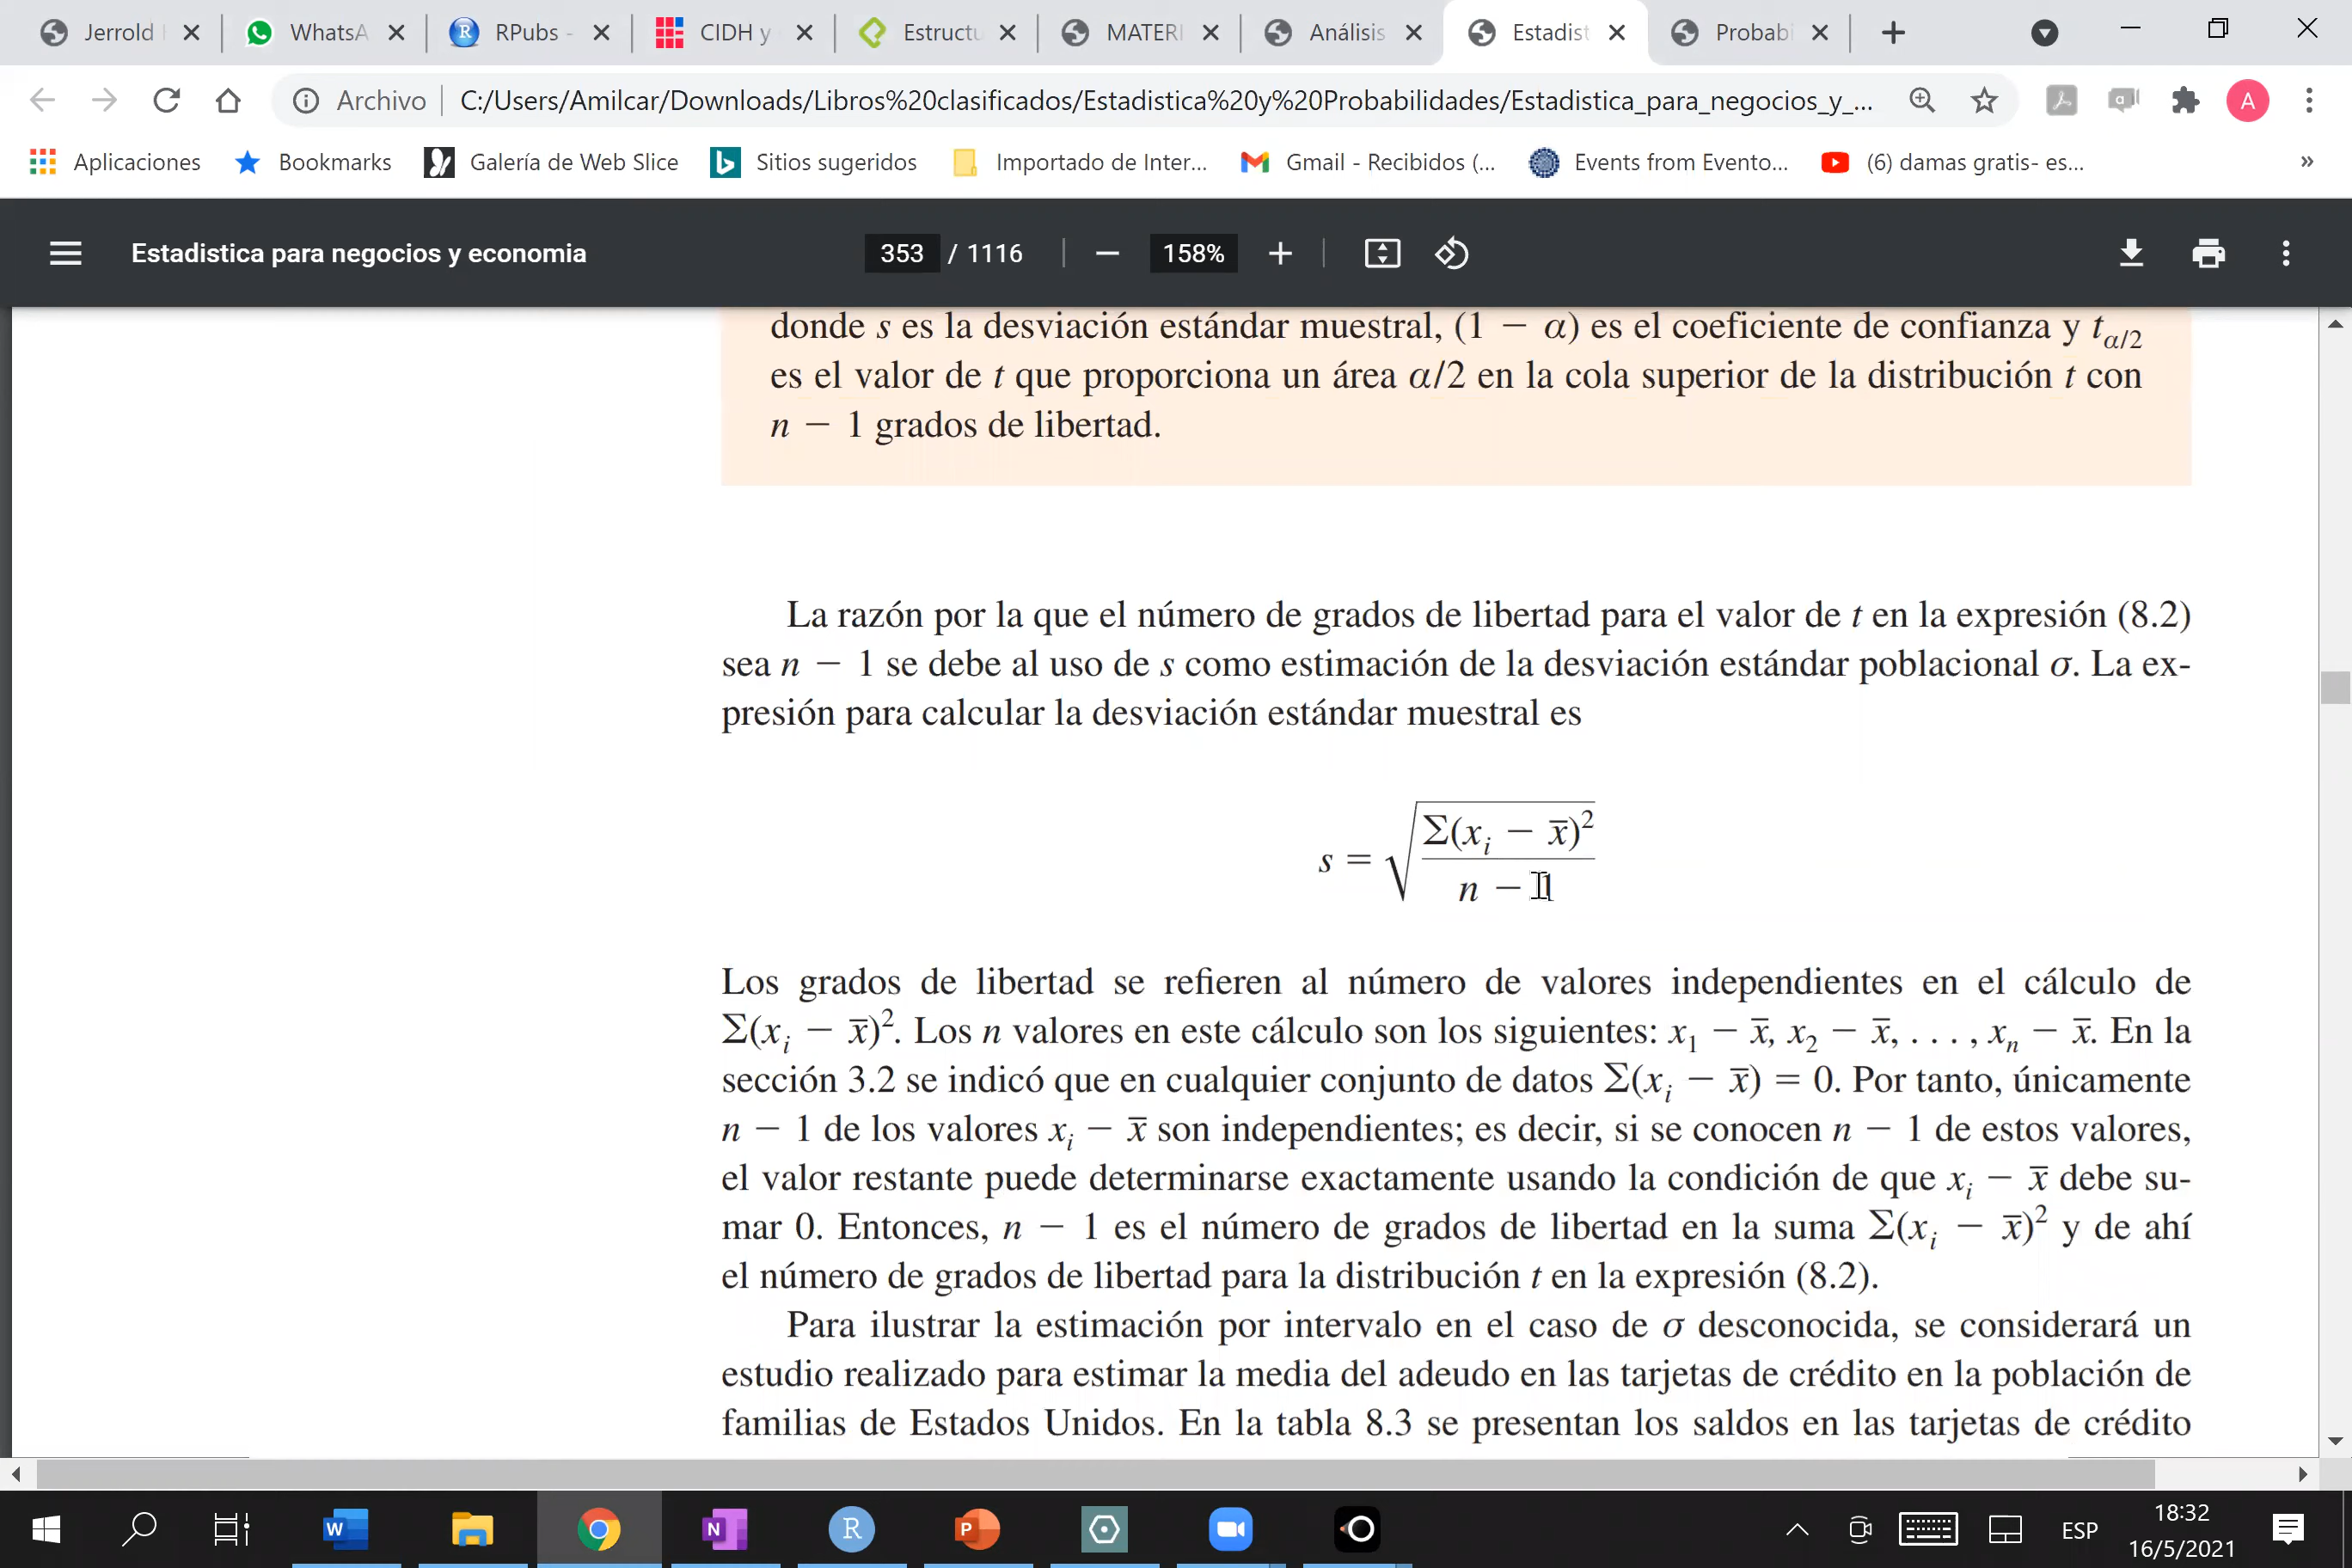 Jerrold
WhatsA
RPubs -
CIDH y
Estructu
MATERI
Análisis
Estadist
Probabi
Archivo
C:/Users/Amilcar/Downloads/Libros%20clasificados/Estadistica%20y%20Probabilidades/Estadistica_para_negocios_y_...
A
Aplicaciones
Bookmarks
Galería de Web Slice
Sitios sugeridos
Importado de Inter...
Gmail - Recibidos (...
Events from Evento...
(6) damas gratis- es...
»
Estadistica para negocios y economia
353 / 1116
158%
donde s es la desviación estándar muestral, (1 − α) es el coeficiente de confianza y t_{α/2}
es el valor de t que proporciona un área α/2 en la cola superior de la distribución t con
n − 1 grados de libertad.
La razón por la que el número de grados de libertad para el valor de t en la expresión (8.2)
sea n − 1 se debe al uso de s como estimación de la desviación estándar poblacional σ. La ex-
presión para calcular la desviación estándar muestral es
s = √(Σ(x_i − x̄)² / (n − 1))
Los grados de libertad se refieren al número de valores independientes en el cálculo de
Σ(x_i − x̄)². Los n valores en este cálculo son los siguientes: x₁ − x̄, x₂ − x̄, . . . , x_n − x̄. En la
sección 3.2 se indicó que en cualquier conjunto de datos Σ(x_i − x̄) = 0. Por tanto, únicamente
n − 1 de los valores x_i − x̄ son independientes; es decir, si se conocen n − 1 de estos valores,
el valor restante puede determinarse exactamente usando la condición de que x_i − x̄ debe su-
mar 0. Entonces, n − 1 es el número de grados de libertad en la suma Σ(x_i − x̄)² y de ahí
el número de grados de libertad para la distribución t en la expresión (8.2).
Para ilustrar la estimación por intervalo en el caso de σ desconocida, se considerará un
estudio realizado para estimar la media del adeudo en las tarjetas de crédito en la población de
familias de Estados Unidos. En la tabla 8.3 se presentan los saldos en las tarjetas de crédito
ESP
18:32
16/5/2021